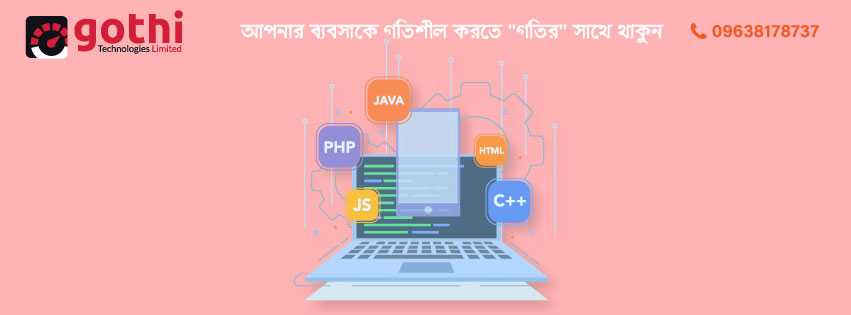 gothi
Technologies Limited
আপনার ব্যবসাকে গতিশীল করতে "গতির" সাথে থাকুন
09638178737
JAVA
PHP
HTML
JS
C++